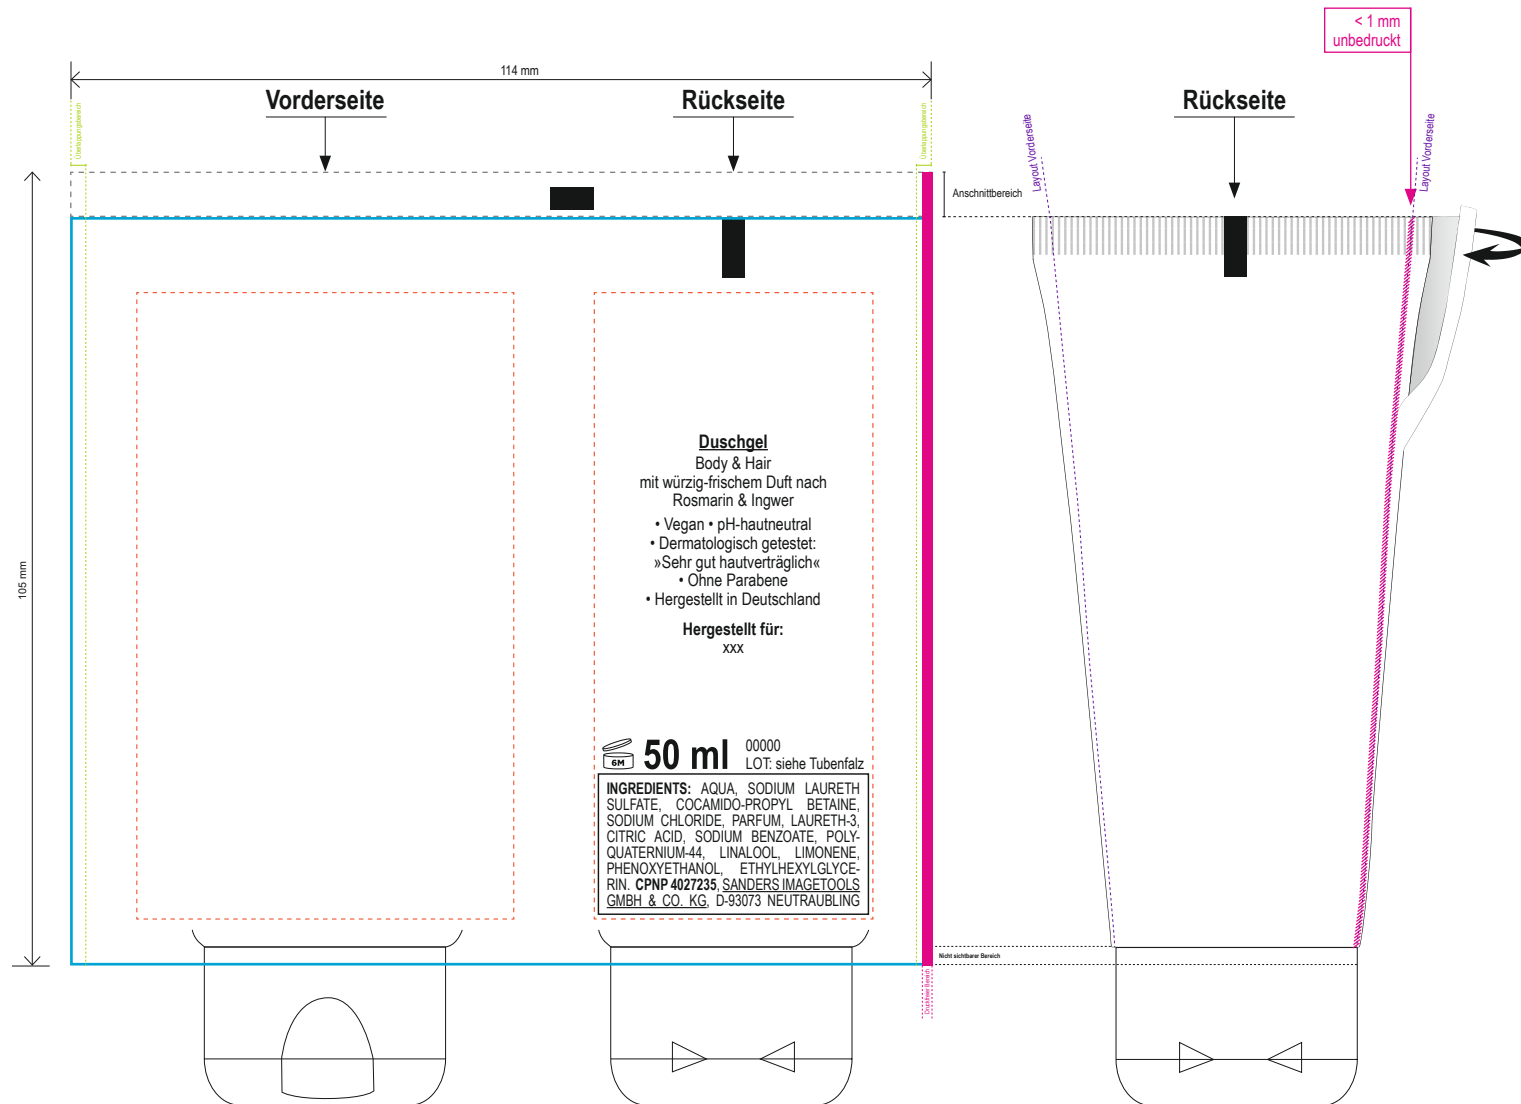 < 1 mm
unbedruckt
114 mm
Vorderseite
Rückseite
Rückseite
Überlappungsbereich
Überlappungsbereich
Layout Vorderseite
Layout Vorderseite
Anschnittbereich
105 mm
Duschgel
Body & Hair
mit würzig-frischem Duft nach
Rosmarin & Ingwer
• Vegan • pH-hautneutral
• Dermatologisch getestet:
»Sehr gut hautverträglich«
• Ohne Parabene
• Hergestellt in Deutschland
Hergestellt für:
xxx
6M
50 ml
00000
LOT: siehe Tubenfalz
INGREDIENTS: AQUA, SODIUM LAURETH
SULFATE, COCAMIDO-PROPYL BETAINE,
SODIUM CHLORIDE, PARFUM, LAURETH-3,
CITRIC ACID, SODIUM BENZOATE, POLY-
QUATERNIUM-44, LINALOOL, LIMONENE,
PHENOXYETHANOL, ETHYLHEXYLGLYCE-
RIN. CPNP 4027235, SANDERS IMAGETOOLS
GMBH & CO. KG, D-93073 NEUTRAUBLING
Nicht sichtbarer Bereich
Druckfreier Bereich